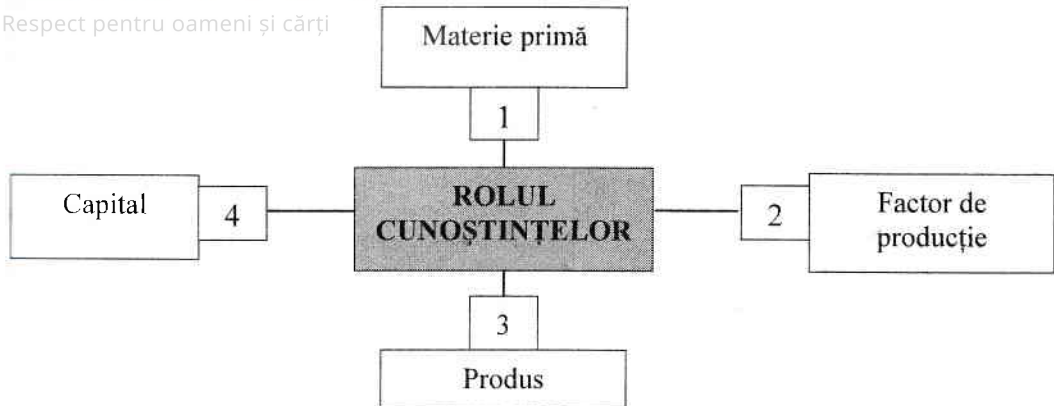 Respect pentru oameni și cărți
Materie primă
1
Capital
4
ROLUL
CUNOȘTINȚELOR
2
Factor de
producție
3
Produs